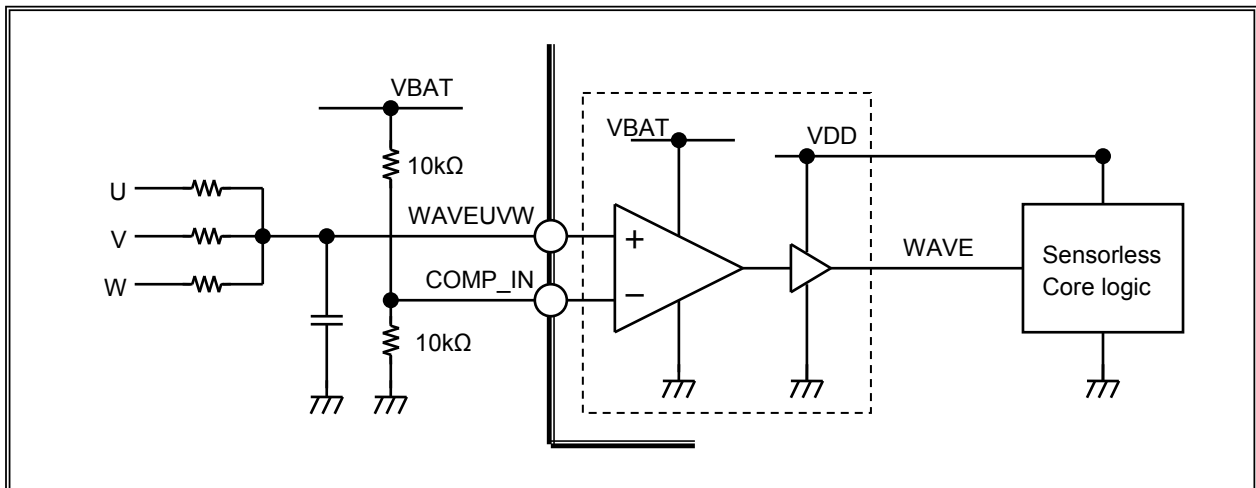 VBAT
10kΩ
U
V
W
WAVEUVW
COMP_IN
10kΩ
VBAT
+
−
VDD
WAVE
Sensorless
Core logic